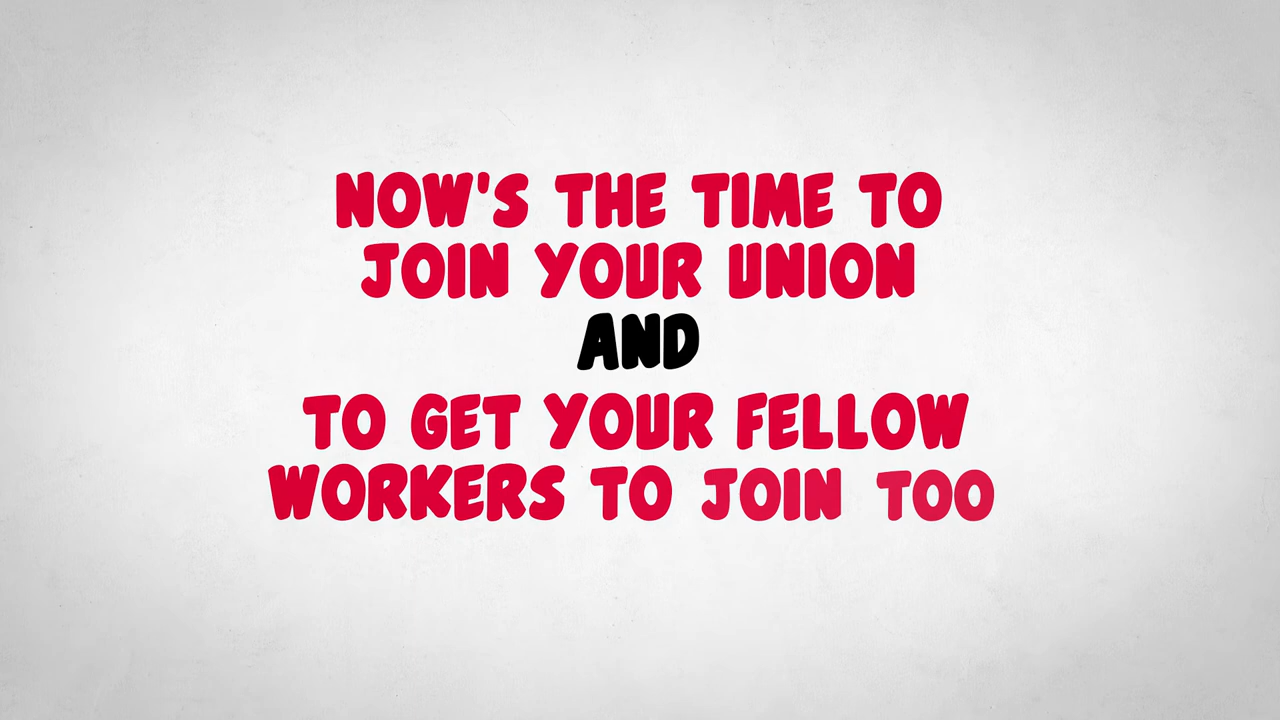 NOW'S THE TIME TO
JOIN YOUR UNION
AND
TO GET YOUR FELLOW
WORKERS TO JOIN TOO